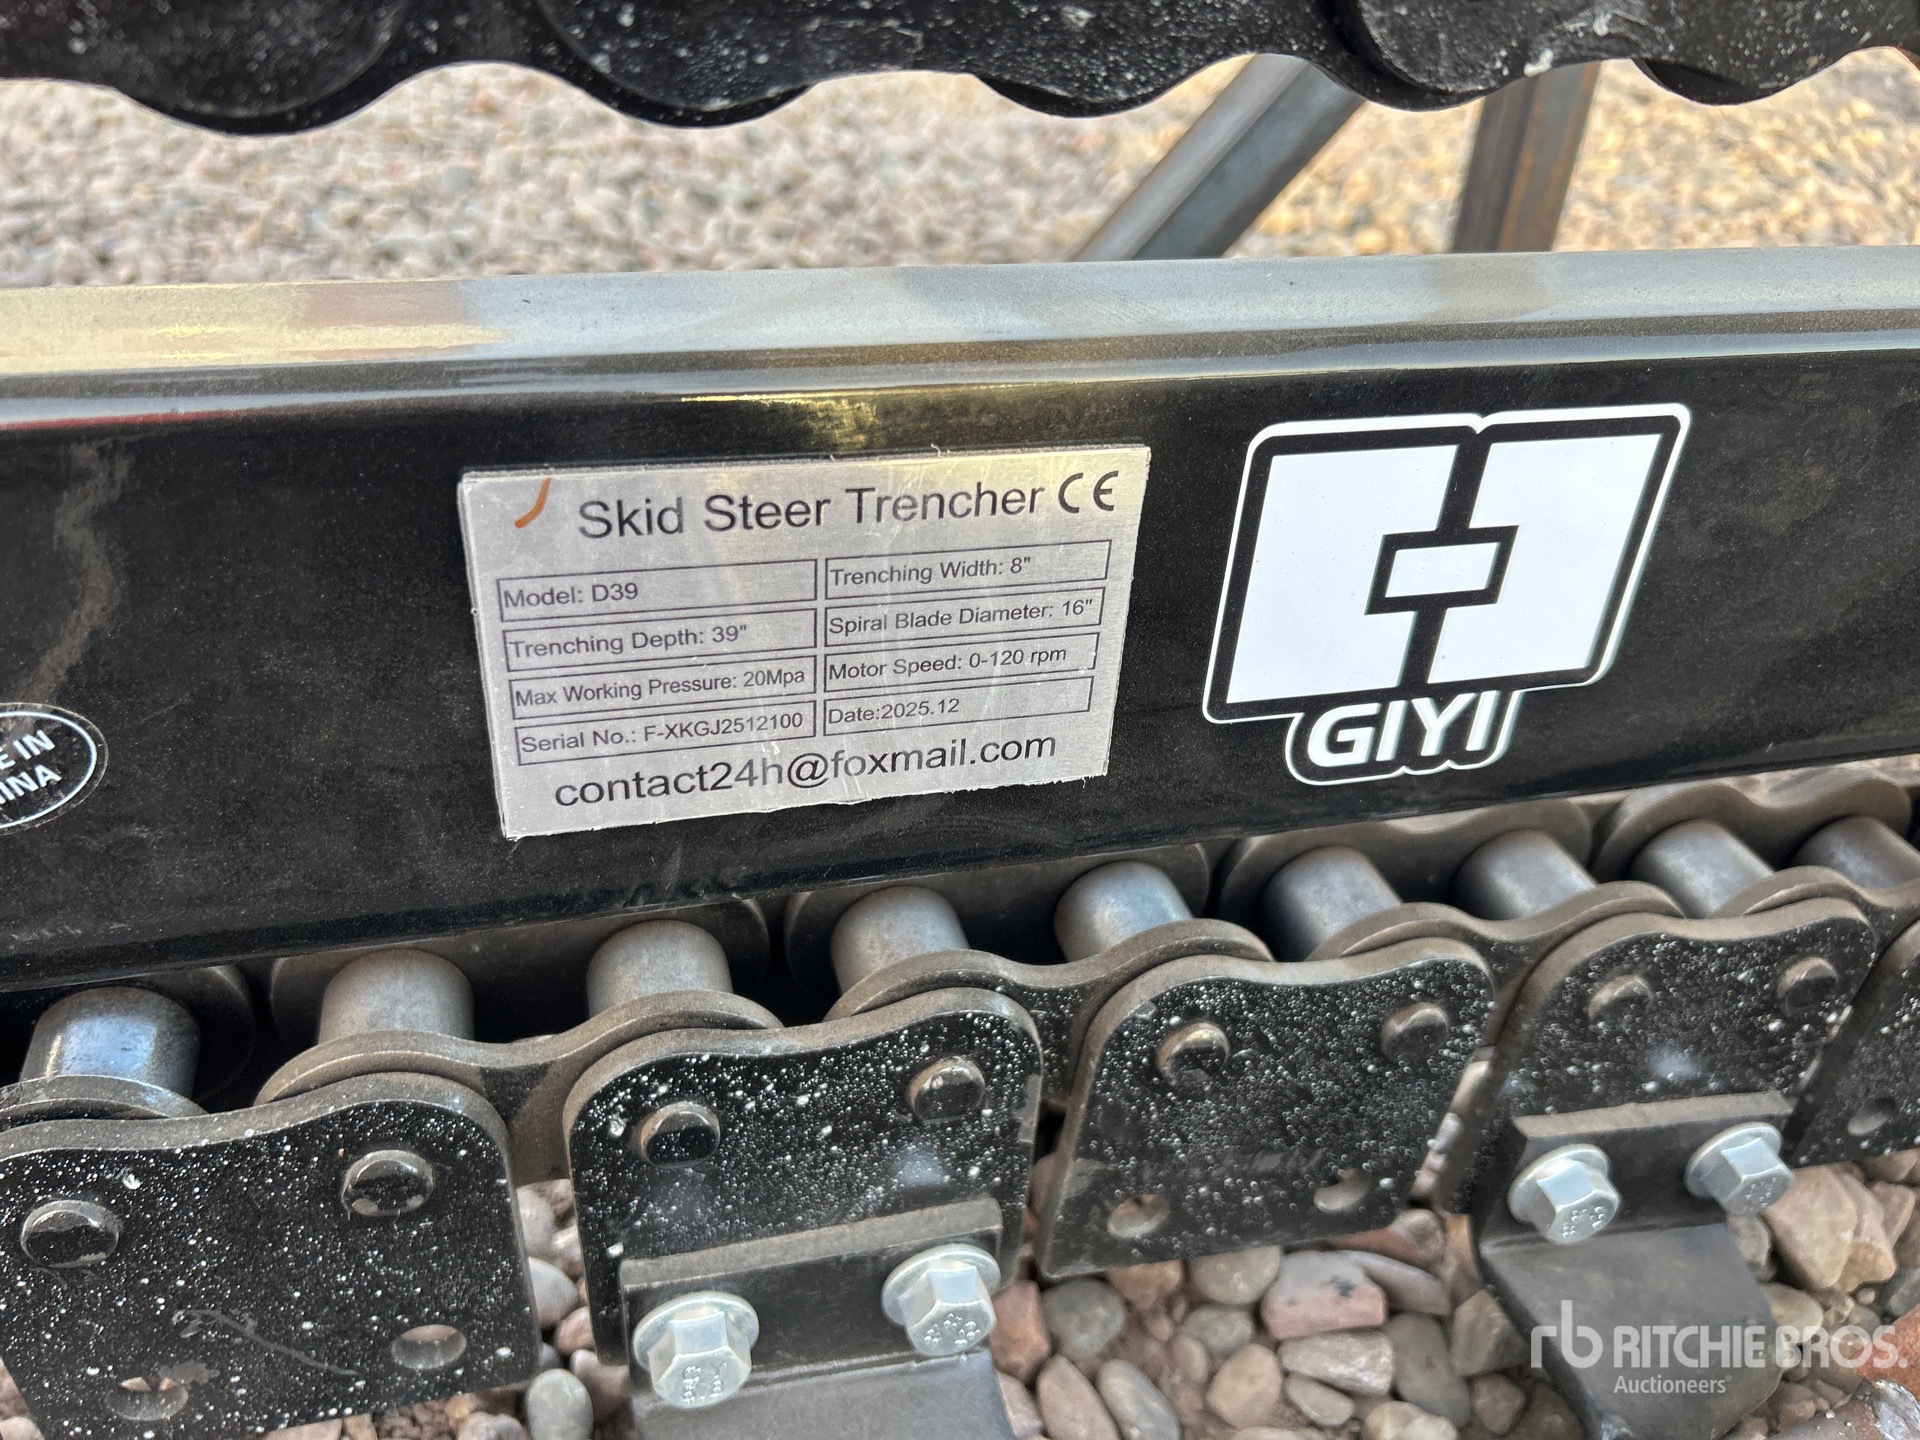 Skid Steer Trencher CE
Model: D39
Trenching Width: 8"
Trenching Depth: 39"
Spiral Blade Diameter: 16"
Max Working Pressure: 20Mpa
Motor Speed: 0-120 rpm
Serial No.: F-XKGJ2512100
Date:2025.12
contact24h@foxmail.com
GIYI
IN
rb RITCHIE BROS.
Auctioneers